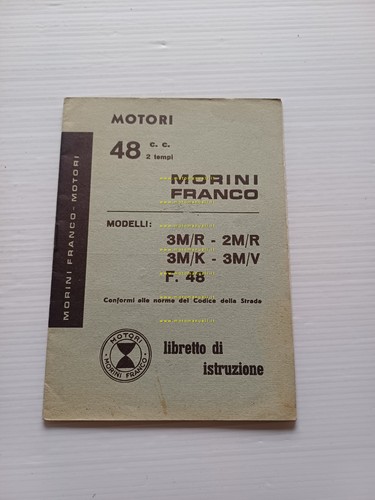 MOTORI
48 c. c.
2 tempi
MORINI
FRANCO
MODELLI:
3M/R - 2M/R
3M/K - 3M/V
F. 48
Conformi alle norme del Codice della Strada
libretto di
istruzione
MORINI FRANCO - MOTORI
MOTORI
MORINI FRANCO